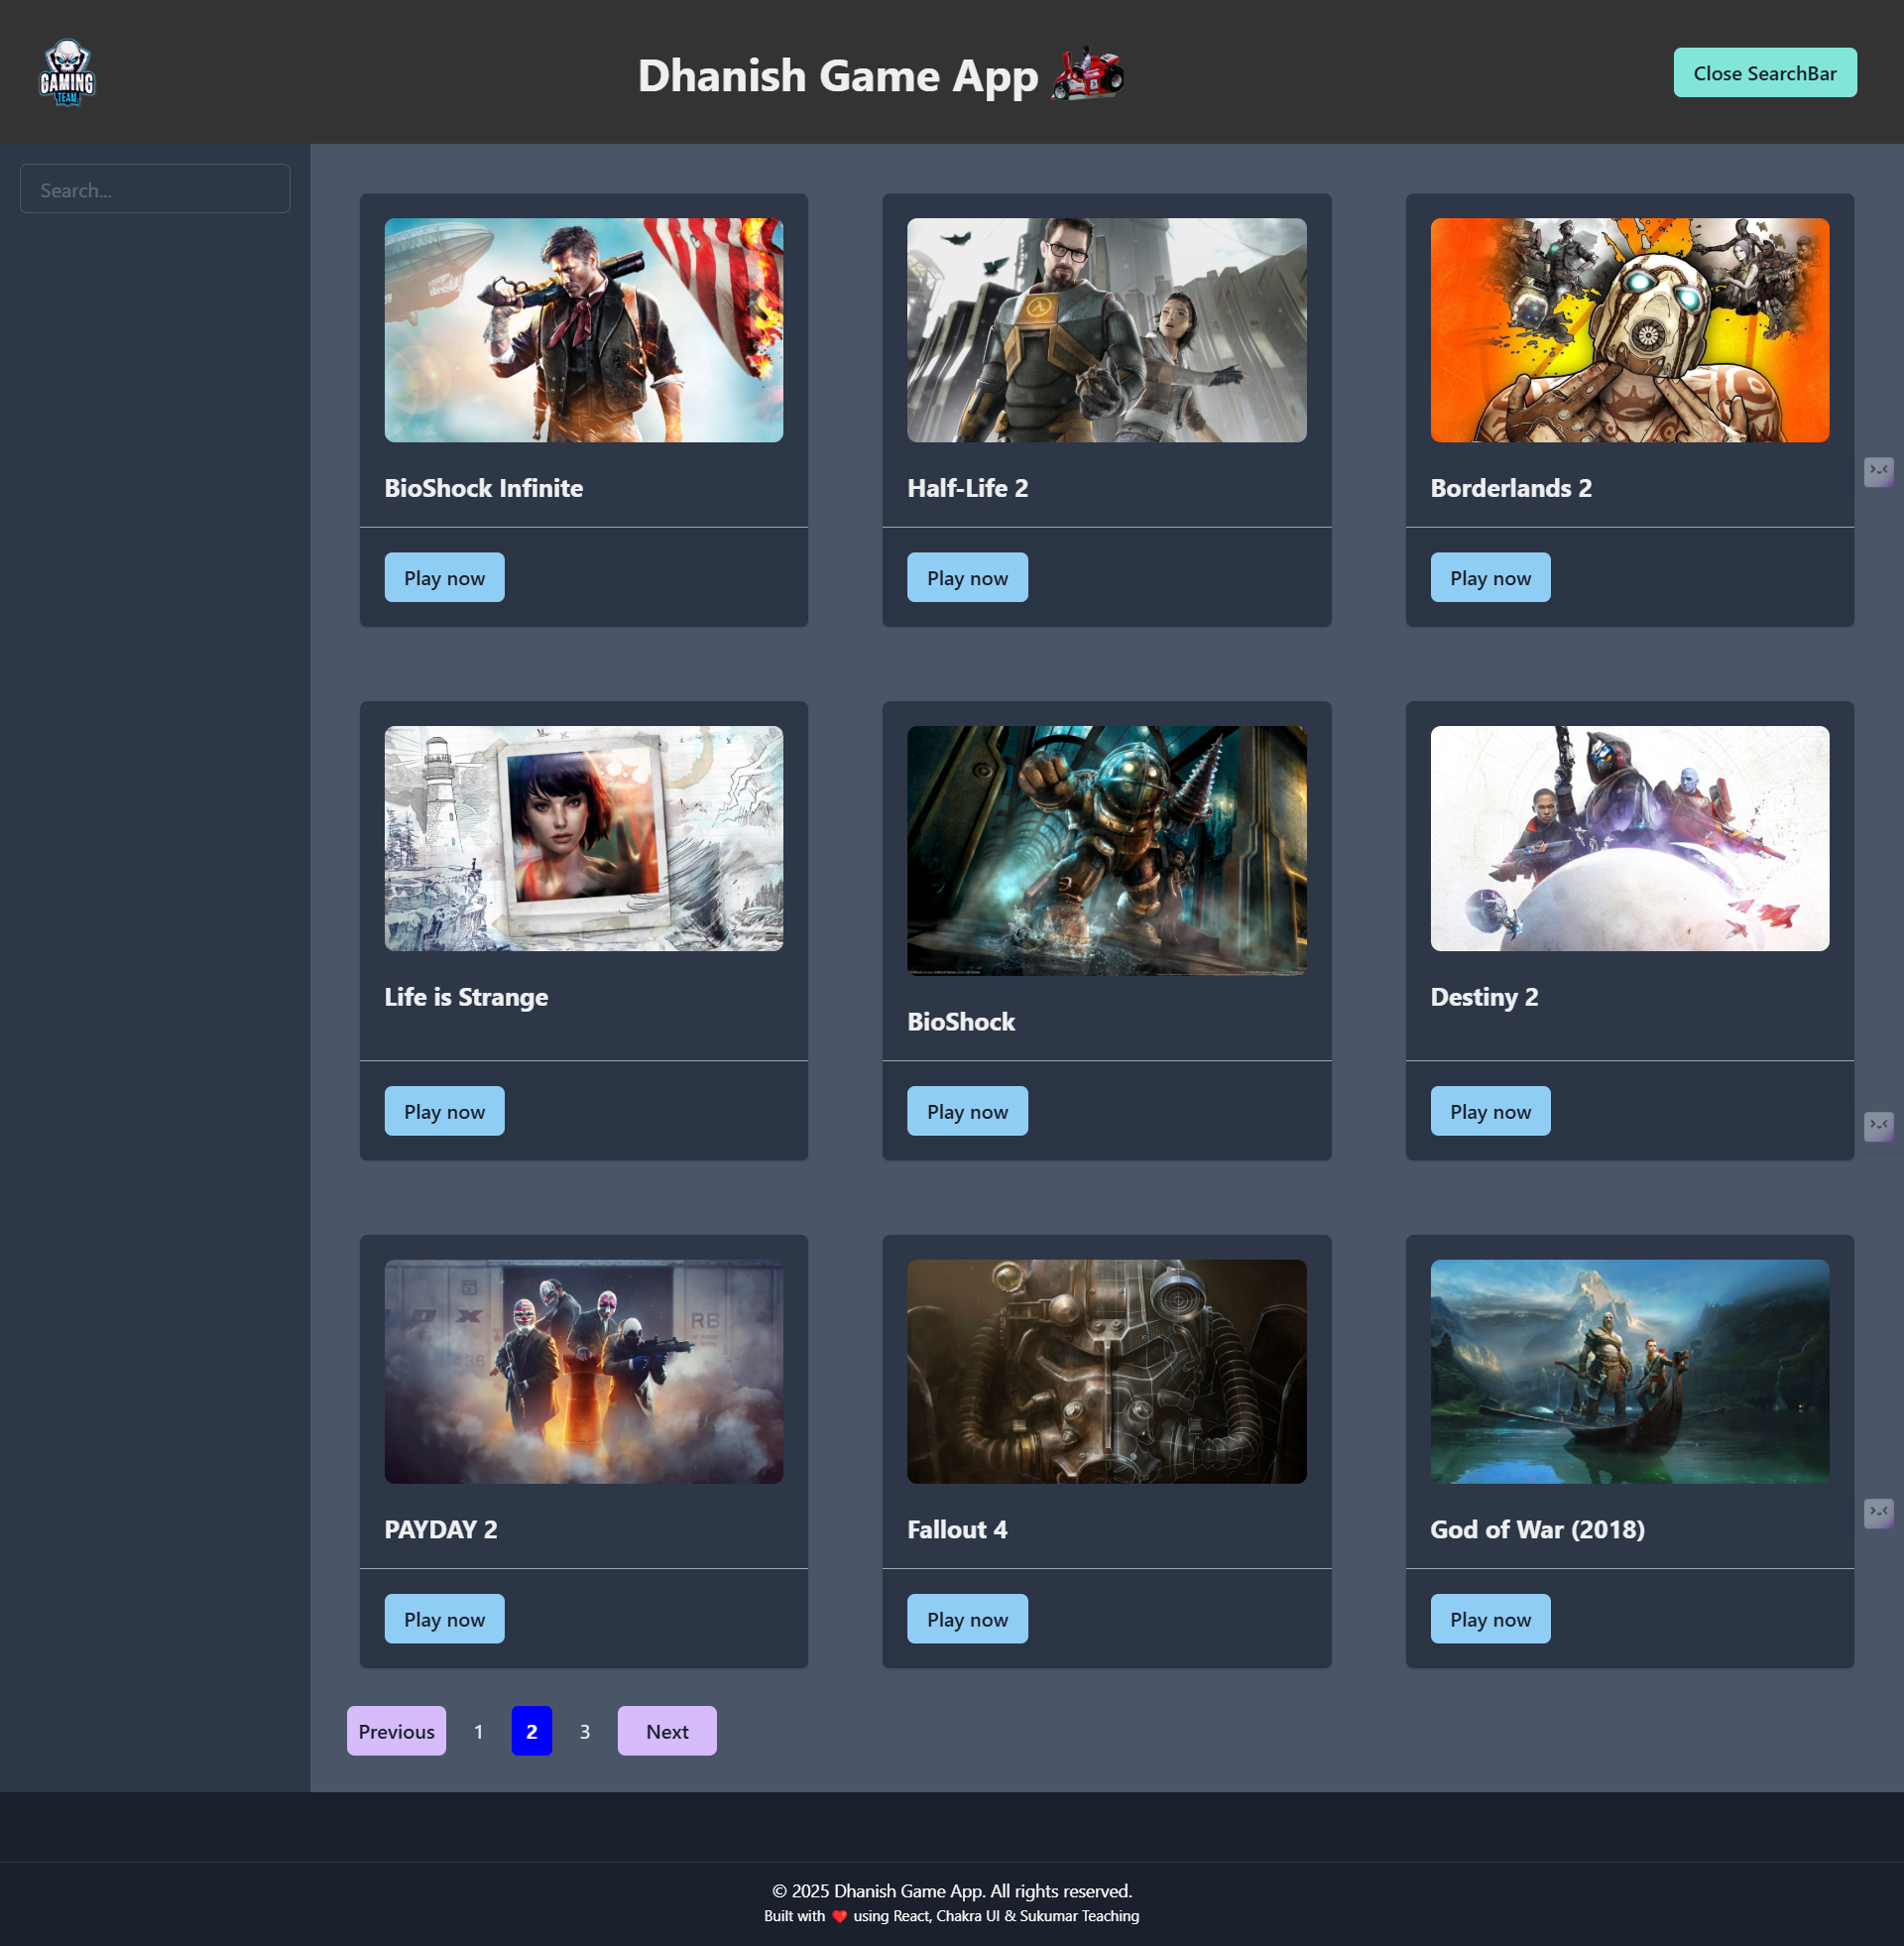 GAMING
TEAM
Dhanish Game App
Close SearchBar
Search...
BioShock Infinite
Half-Life 2
Borderlands 2
Play now
Play now
Play now
Life is Strange
BioShock
Destiny 2
Play now
Play now
Play now
RB
PAYDAY 2
Fallout 4
God of War (2018)
Play now
Play now
Play now
Previous
1
2
3
Next
© 2025 Dhanish Game App. All rights reserved.
Built with ❤️ using React, Chakra UI & Sukumar Teaching